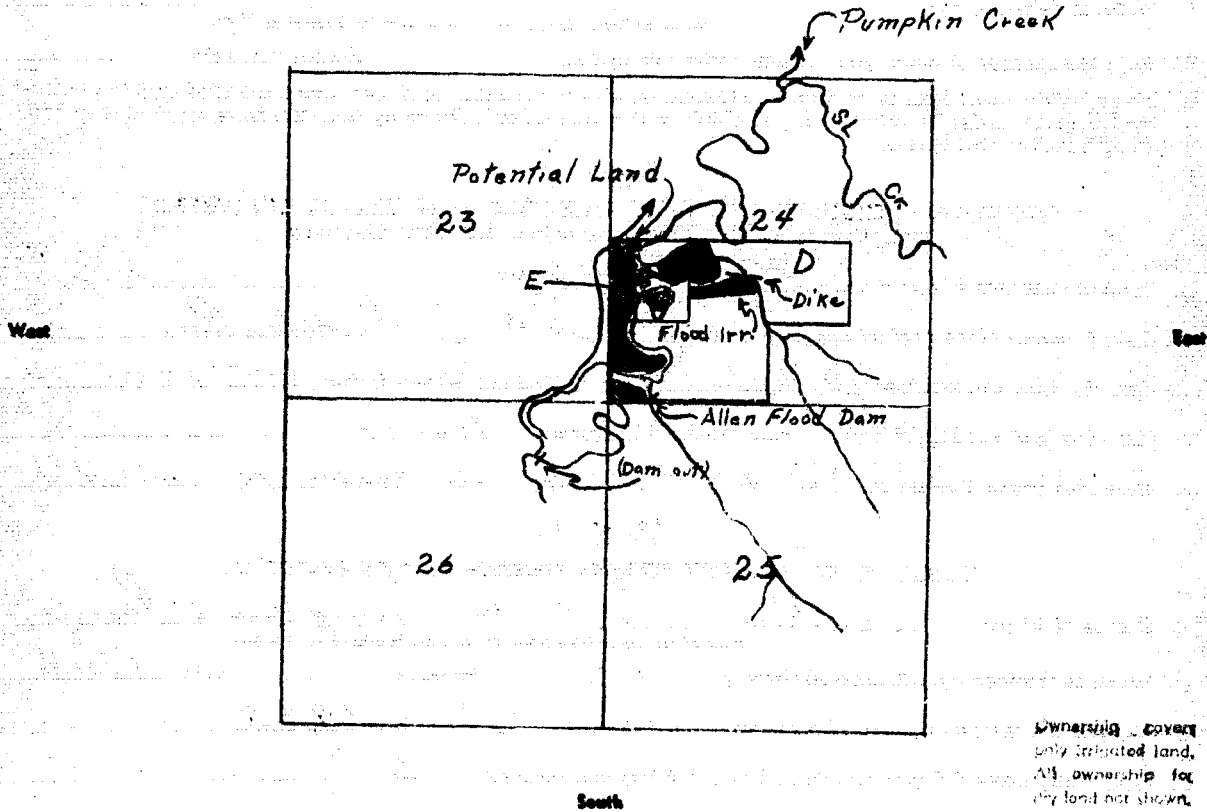 Pumpkin Creek
SL
Ck
Potential Land
23
24
D
E
Dike
West
East
Flood Irr.
Allen Flood Dam
(Dam out)
26
25
Ownership covers
only irrigated land,
All ownership for
dry land not shown.
South